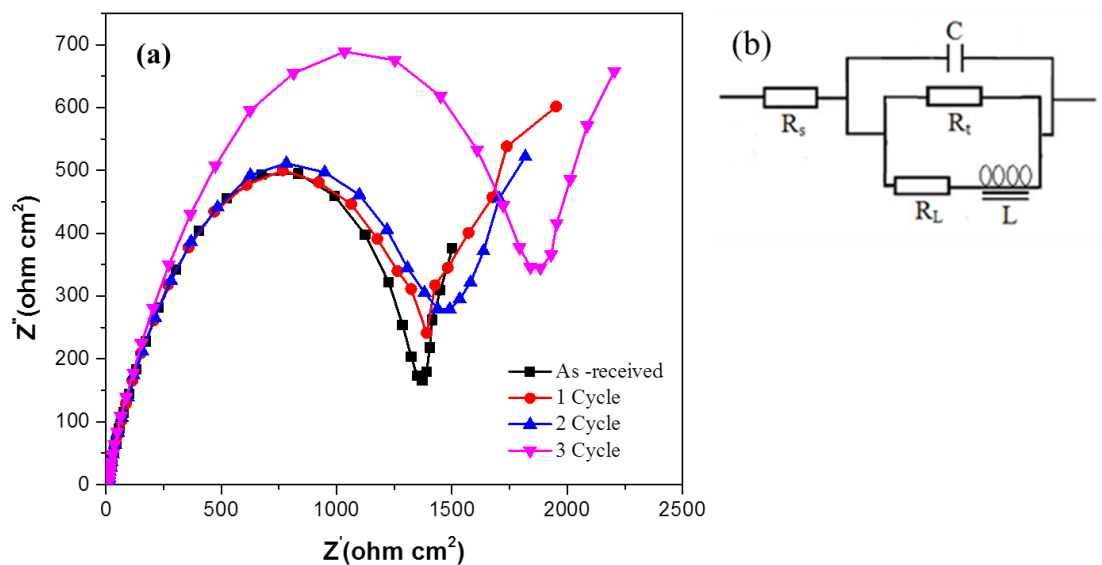 (a)
700
600
500
400
300
200
100
0
Z''(ohm cm²)
0 500 1000 1500 2000 2500
Z'(ohm cm²)
As -received
1 Cycle
2 Cycle
3 Cycle
(b)
C
Rₛ
Rₜ
R_L
L